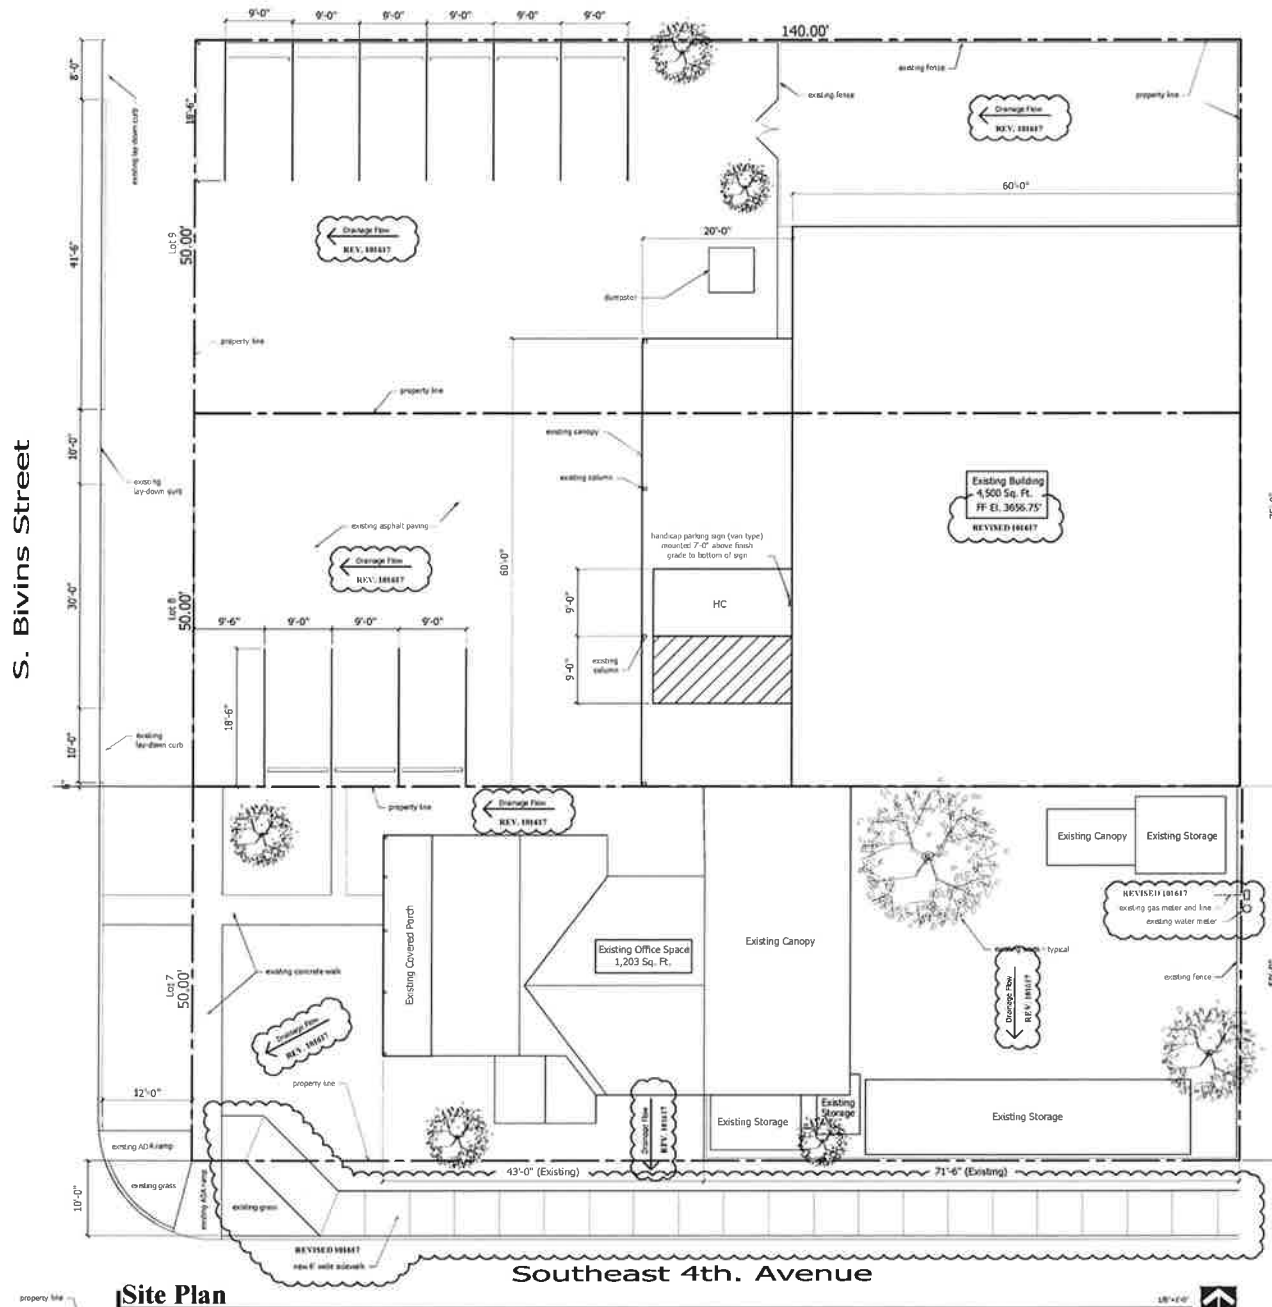 9'-0"
9'-0"
9'-0"
9'-0"
9'-0"
9'-0"
140.00'
8'-0"
existing lay-down curb
18'-6"
existing fence
existing fence
property line
Drainage Flow
REV. 101617
60'-0"
Drainage Flow
REV. 101617
Lot 9
50.00'
41'-6"
20'-0"
dumpster
property line
property line
S. Bivins Street
10'-0"
existing
lay-down curb
existing canopy
existing column
existing asphalt paving
Drainage Flow
REV. 101617
60'-0"
handicap parking sign (van type)
mounted 7'-0" above finish
grade to bottom of sign
HC
9'-0"
9'-0"
existing
column
Existing Building
4,500 Sq. Ft.
FF El. 3656.75'
REVISED 101617
30'-0"
Lot 8
50.00'
9'-6"
9'-0"
9'-0"
9'-0"
18'-6"
10'-0"
existing
lay-down curb
6"
property line
Drainage Flow
REV. 101617
Existing Covered Porch
Existing Office Space
1,203 Sq. Ft.
Existing Canopy
Existing Canopy
Existing Storage
REVISED 101617
existing gas meter and line
existing water meter
typical
existing fence
Drainage Flow
REV. 101617
Lot 7
50.00'
existing concrete walk
Drainage Flow
REV. 101617
property line
12'-0"
existing ADA ramp
existing grass
10'-0"
existing ADA ramp
existing grass
Drainage Flow
REV. 101617
Existing Storage
Existing
Storage
Existing Storage
43'-0" (Existing)
71'-6" (Existing)
REVISED 101617
new 6' wide sidewalk
Southeast 4th. Avenue
Site Plan
property line
1/8"=1'-0"